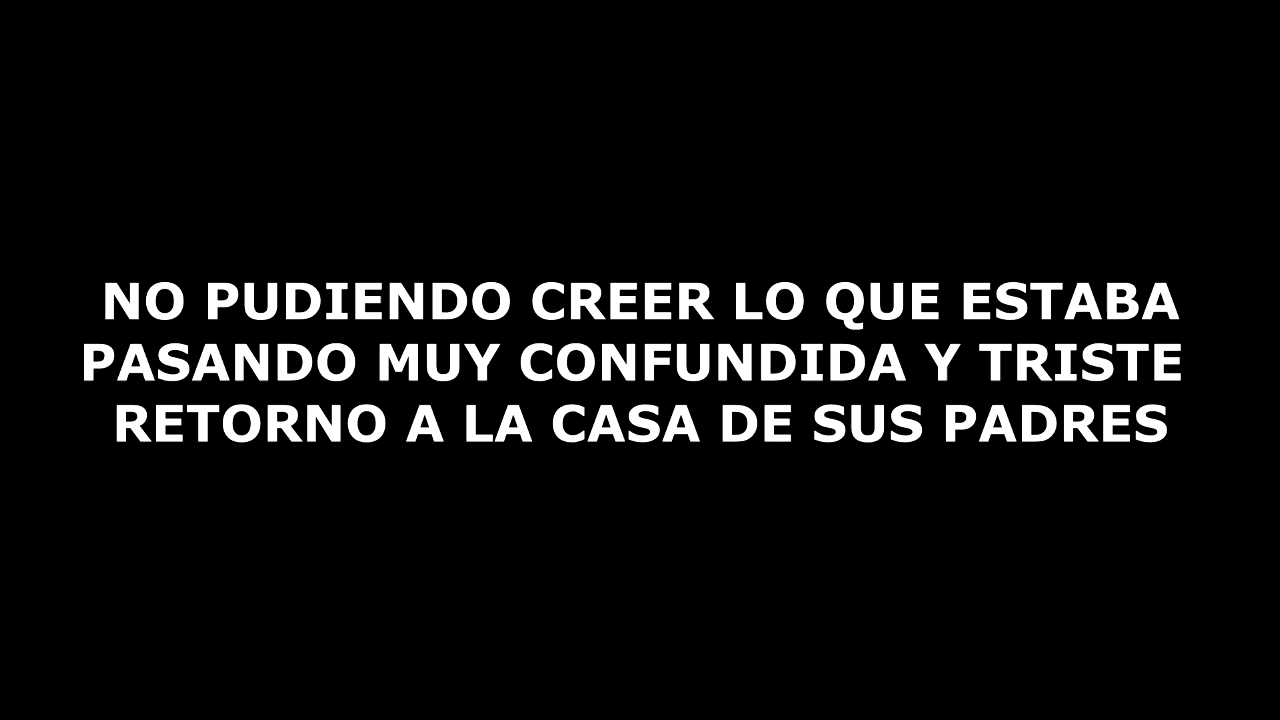 NO PUDIENDO CREER LO QUE ESTABA
PASANDO MUY CONFUNDIDA Y TRISTE
RETORNO A LA CASA DE SUS PADRES